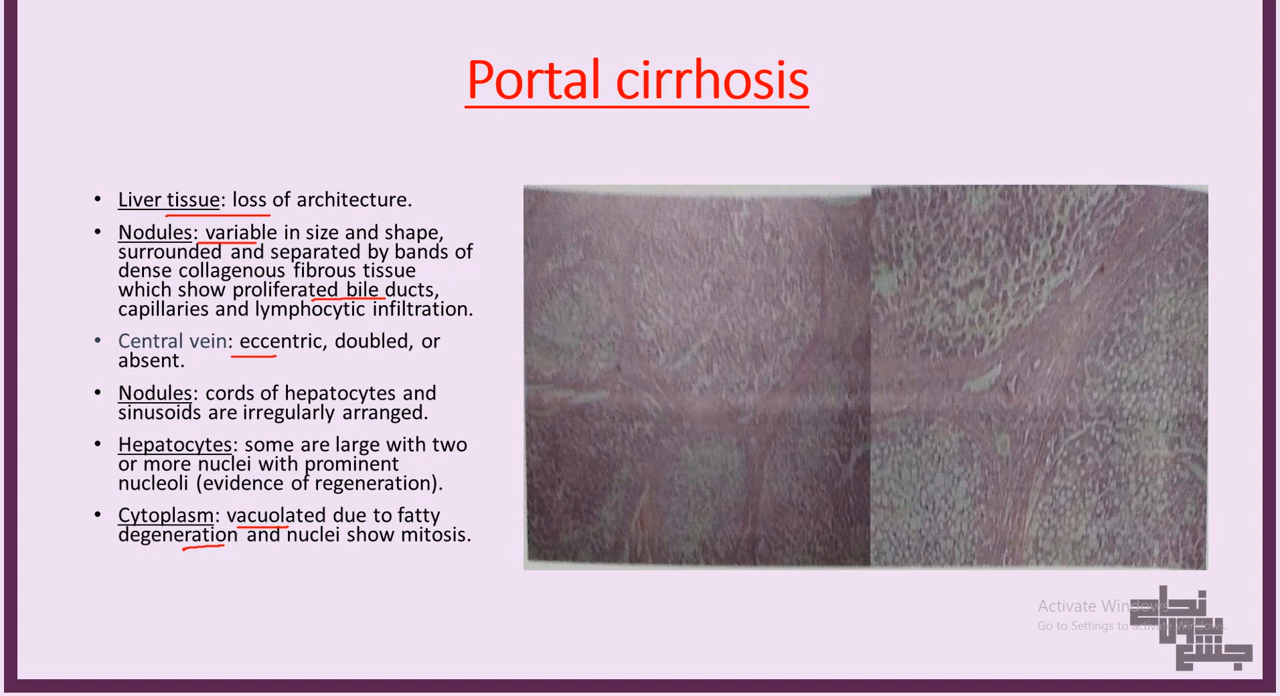 Portal cirrhosis
• Liver tissue: loss of architecture.
• Nodules: variable in size and shape,
surrounded and separated by bands of
dense collagenous fibrous tissue
which show proliferated bile ducts,
capillaries and lymphocytic infiltration.
• Central vein: eccentric, doubled, or
absent.
• Nodules: cords of hepatocytes and
sinusoids are irregularly arranged.
• Hepatocytes: some are large with two
or more nuclei with prominent
nucleoli (evidence of regeneration).
• Cytoplasm: vacuolated due to fatty
degeneration and nuclei show mitosis.
Activate Windows
Go to Settings to activate Windows.
بدون